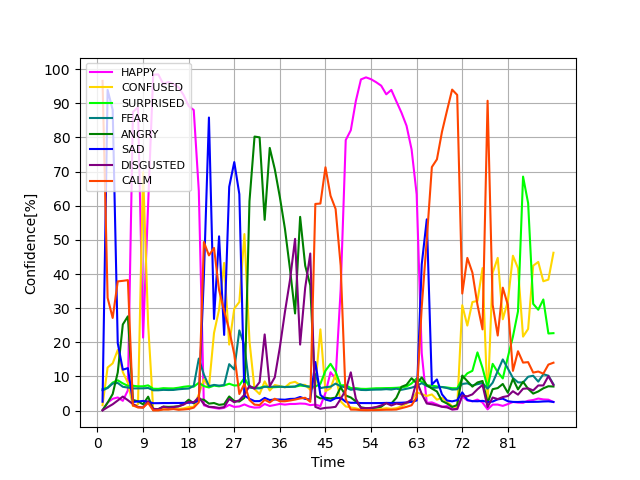 100
90
80
70
60
50
40
30
20
10
0
Confidence[%]
HAPPY
CONFUSED
SURPRISED
FEAR
ANGRY
SAD
DISGUSTED
CALM
0 9 18 27 36 45 54 63 72 81
Time